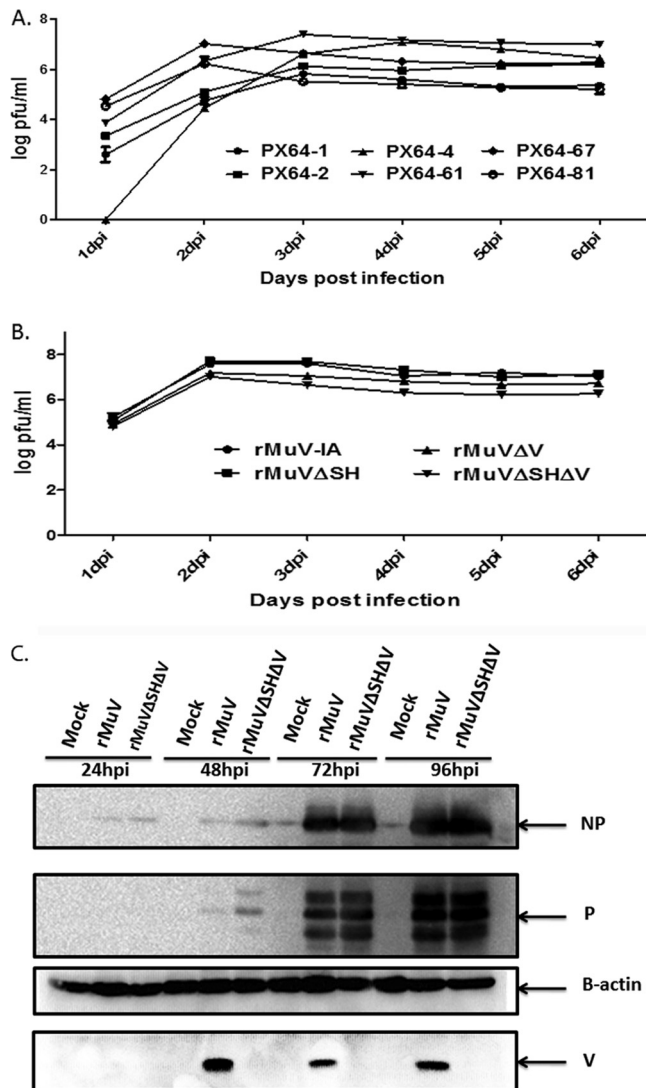 A.
log pfu/ml
8
6
4
2
0
PX64-1 PX64-4 PX64-67
PX64-2 PX64-61 PX64-81
1dpi 2dpi 3dpi 4dpi 5dpi 6dpi
Days post infection
B.
log pfu/ml
8
6
4
2
0
rMuV-IA rMuVΔV
rMuVΔSH rMuVΔSHΔV
1dpi 2dpi 3dpi 4dpi 5dpi 6dpi
Days post infection
C.
Mock rMuV rMuVΔSHΔV Mock rMuV rMuVΔSHΔV Mock rMuV rMuVΔSHΔV Mock rMuV rMuVΔSHΔV
24hpi 48hpi 72hpi 96hpi
NP
P
B-actin
V